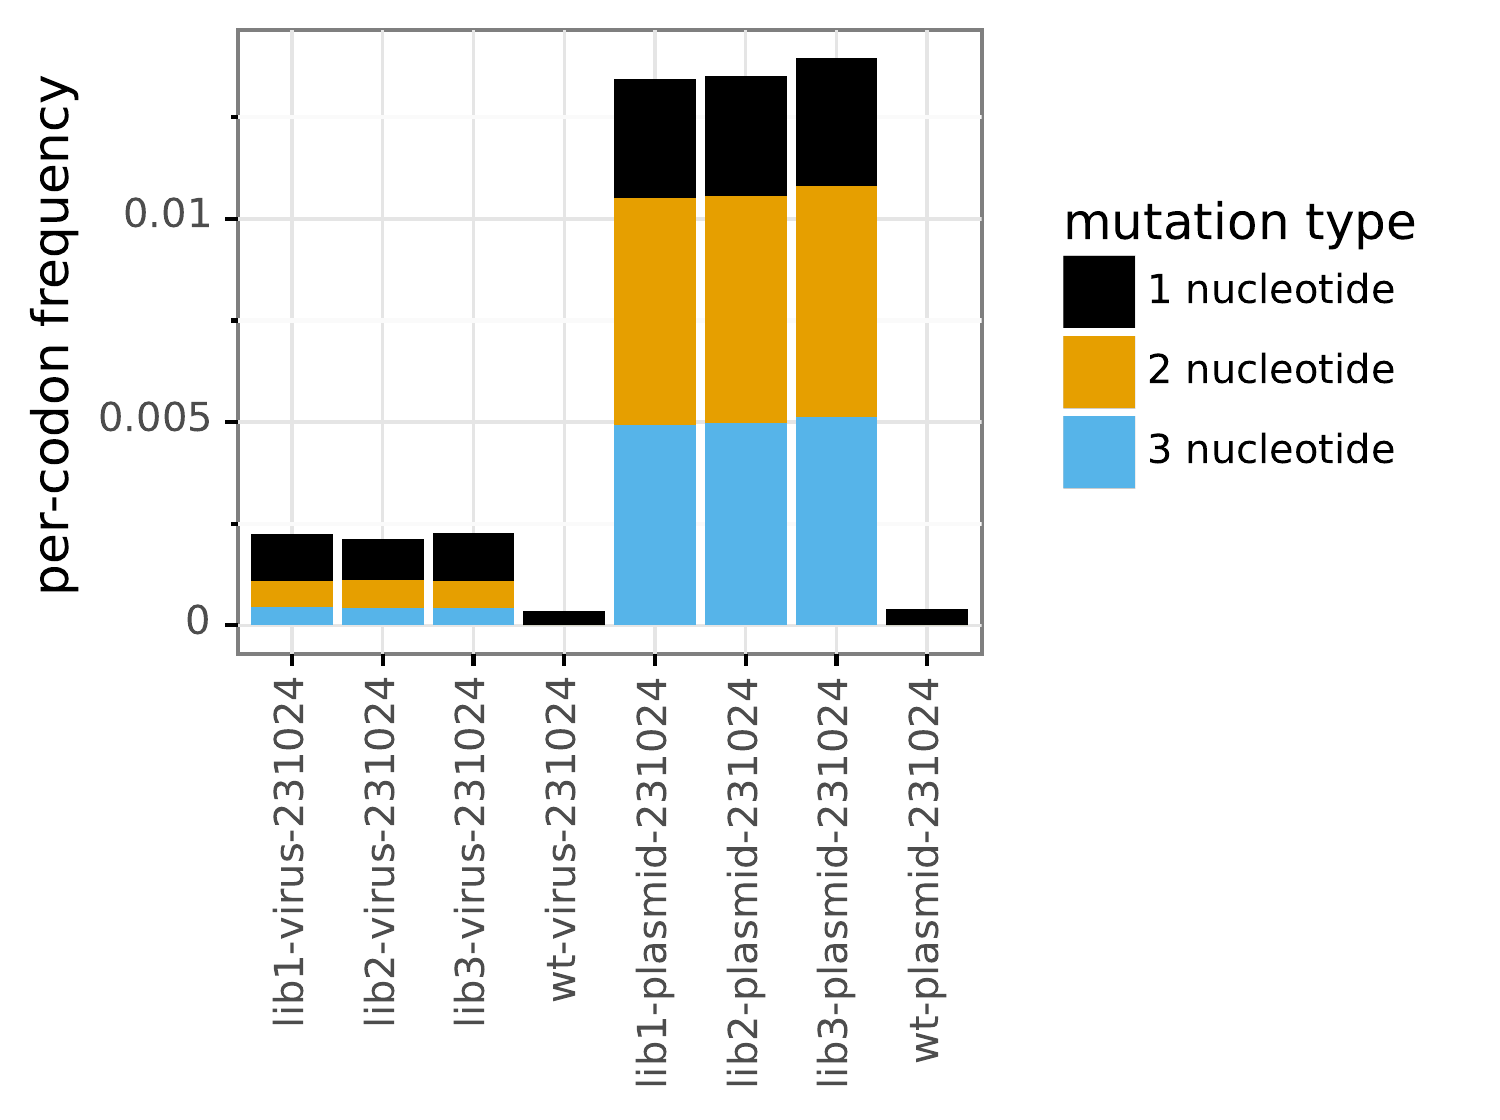 per-codon frequency
0.01
0.005
0
lib1-virus-231024
lib2-virus-231024
lib3-virus-231024
wt-virus-231024
lib1-plasmid-231024
lib2-plasmid-231024
lib3-plasmid-231024
wt-plasmid-231024
mutation type
1 nucleotide
2 nucleotide
3 nucleotide